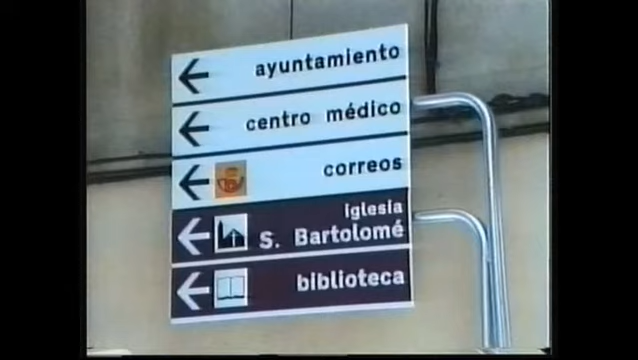 ayuntamiento
centro médico
correos
iglesia
S. Bartolomé
biblioteca